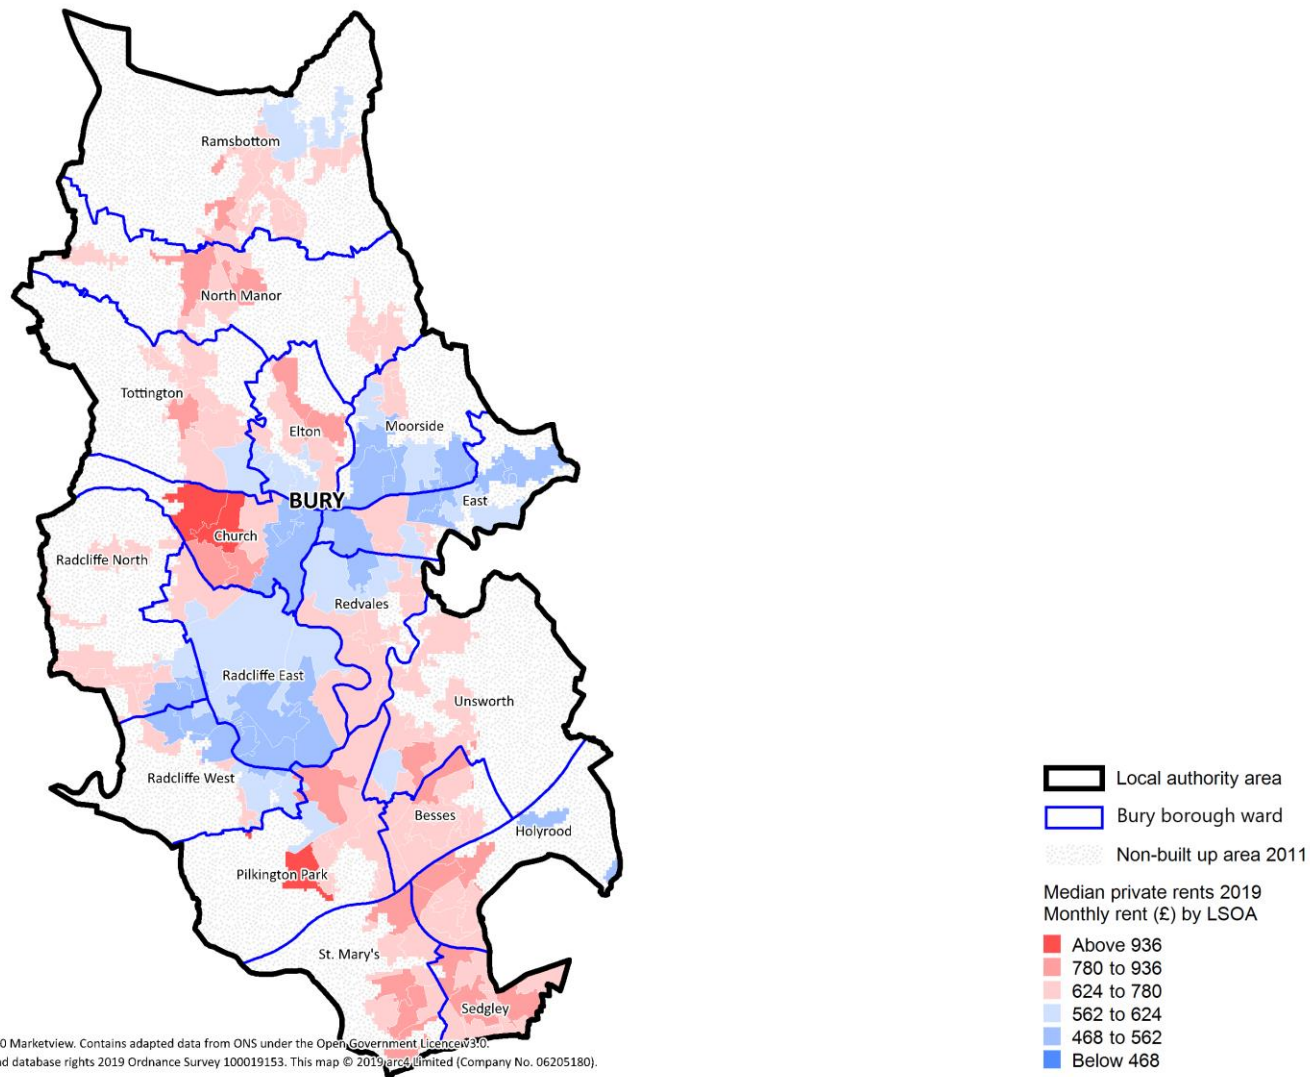 Ramsbottom
North Manor
Tottington
Elton
Moorside
BURY
East
Church
Radcliffe North
Redvales
Radcliffe East
Unsworth
Radcliffe West
Besses
Holyrood
Pilkington Park
St. Mary's
Sedgley
Local authority area
Bury borough ward
Non-built up area 2011
Median private rents 2019
Monthly rent (£) by LSOA
Above 936
780 to 936
624 to 780
562 to 624
468 to 562
Below 468
0 Marketview. Contains adapted data from ONS under the Open Government Licence v3.0.
d database rights 2019 Ordnance Survey 100019153. This map © 2019 arc4 Limited (Company No. 06205180).